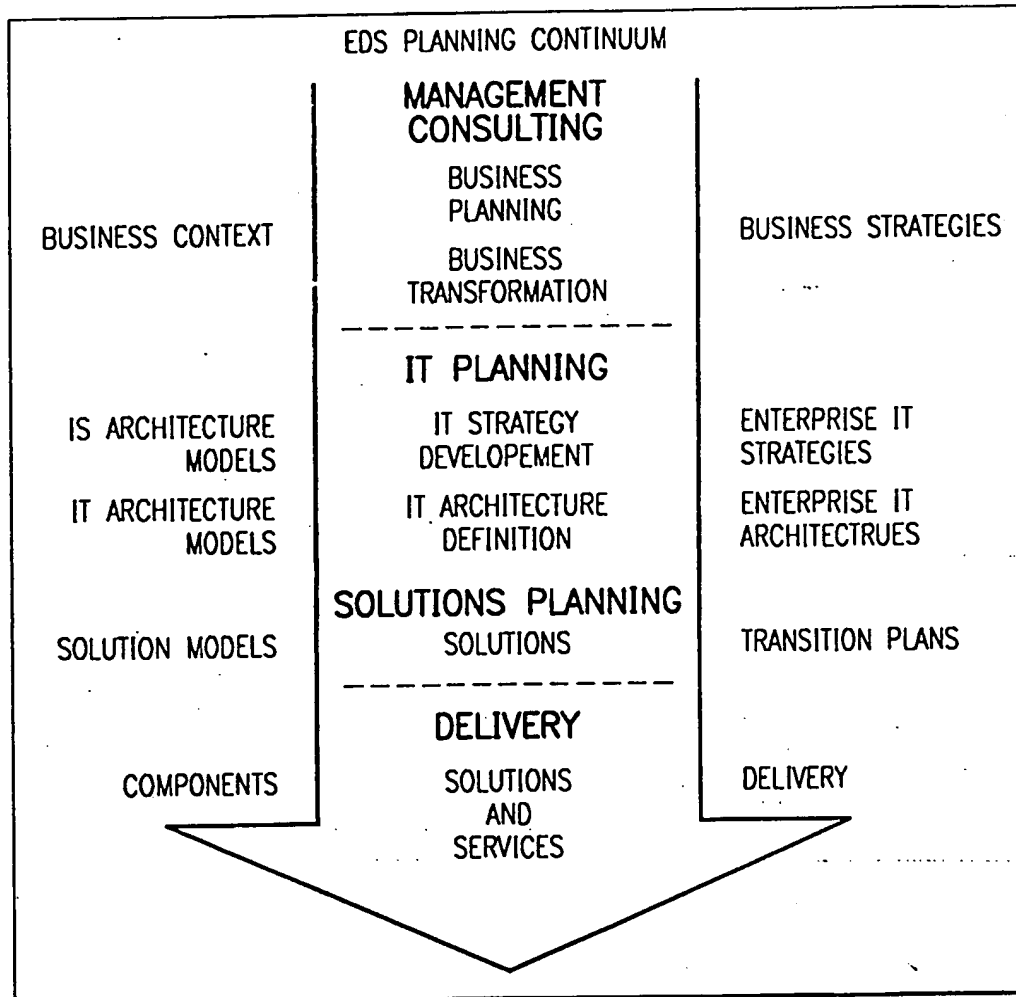 EDS PLANNING CONTINUUM
MANAGEMENT
CONSULTING
BUSINESS
PLANNING
BUSINESS CONTEXT
BUSINESS STRATEGIES
BUSINESS
TRANSFORMATION
IT PLANNING
IS ARCHITECTURE
MODELS
IT STRATEGY
DEVELOPEMENT
ENTERPRISE IT
STRATEGIES
IT ARCHITECTURE
MODELS
IT ARCHITECTURE
DEFINITION
ENTERPRISE IT
ARCHITECTRUES
SOLUTIONS PLANNING
SOLUTION MODELS
SOLUTIONS
TRANSITION PLANS
DELIVERY
COMPONENTS
SOLUTIONS
AND
SERVICES
DELIVERY